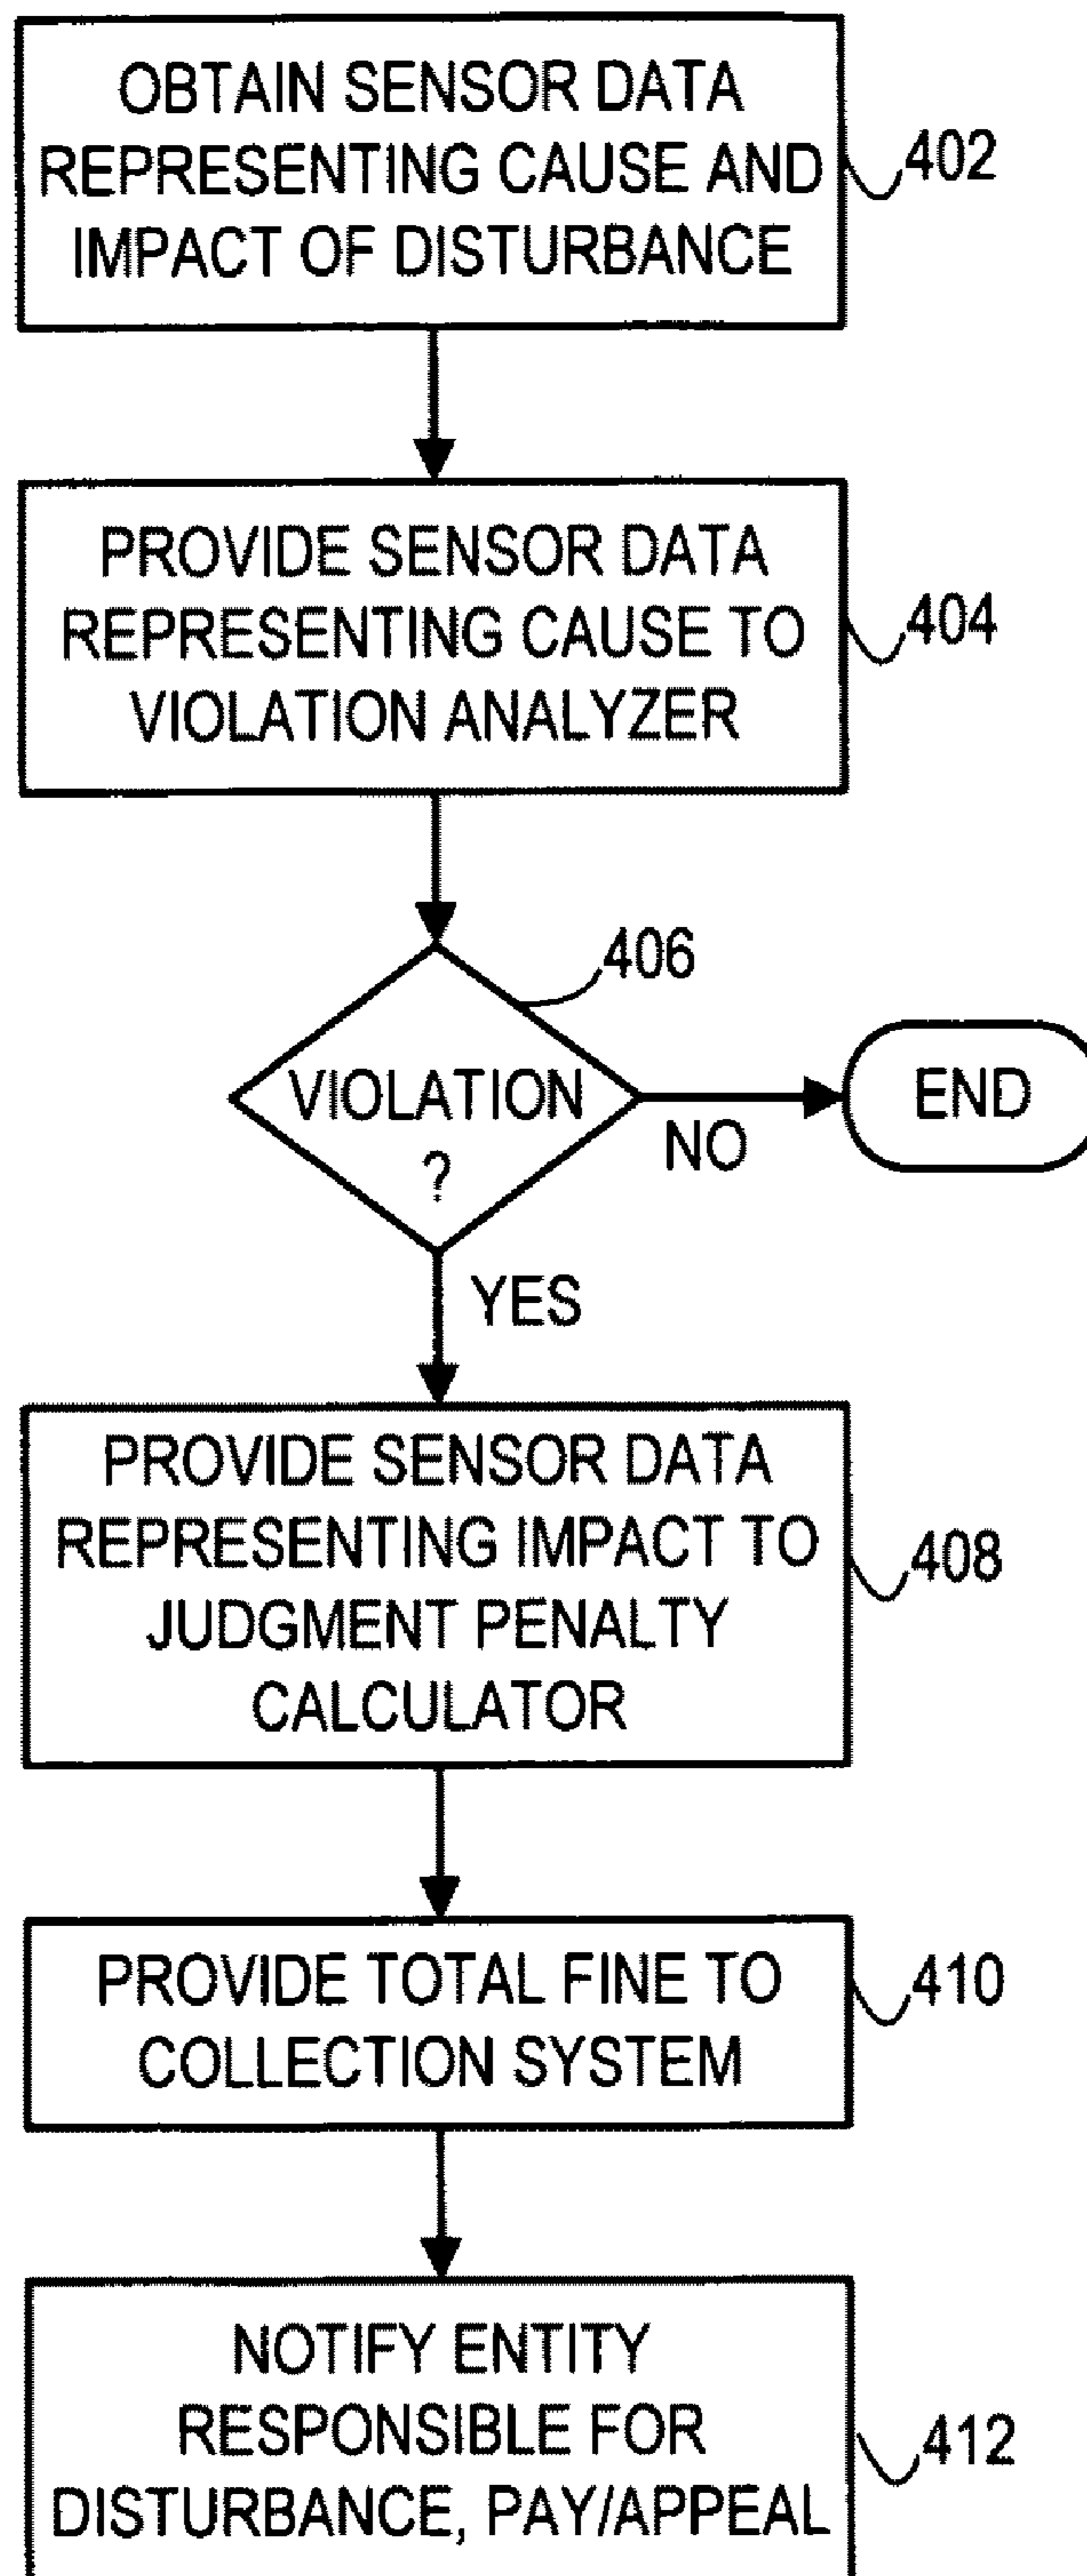 OBTAIN SENSOR DATA
REPRESENTING CAUSE AND
IMPACT OF DISTURBANCE
402
PROVIDE SENSOR DATA
REPRESENTING CAUSE TO
VIOLATION ANALYZER
404
406
VIOLATION
?
NO
END
YES
PROVIDE SENSOR DATA
REPRESENTING IMPACT TO
JUDGMENT PENALTY
CALCULATOR
408
PROVIDE TOTAL FINE TO
COLLECTION SYSTEM
410
NOTIFY ENTITY
RESPONSIBLE FOR
DISTURBANCE, PAY/APPEAL
412